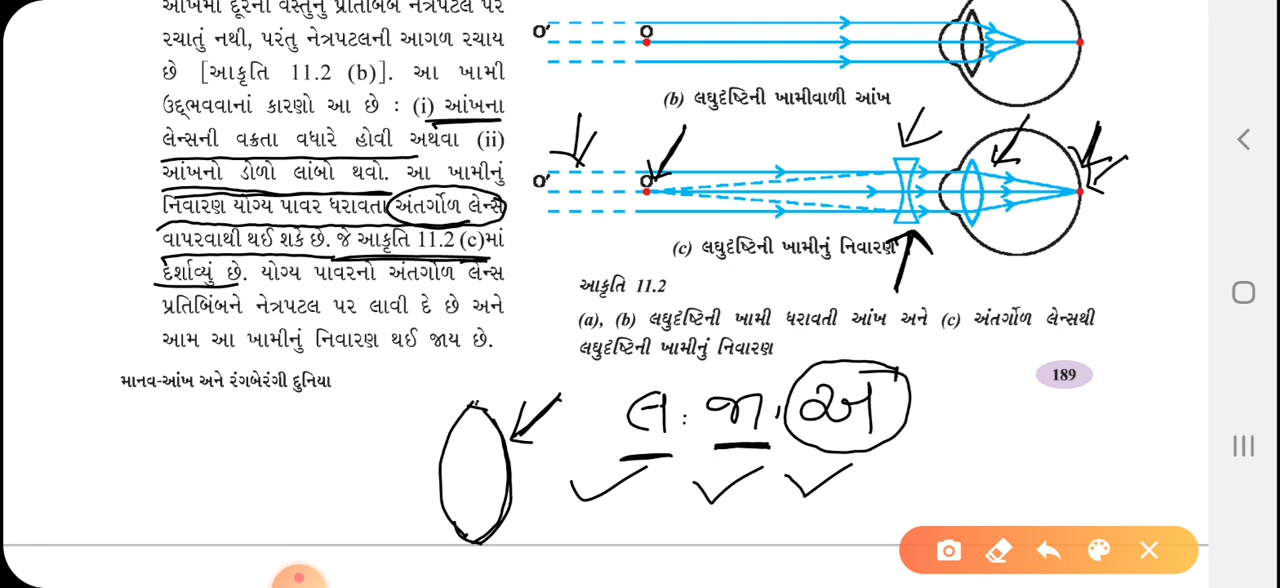 આંખમાં દૂરની વસ્તુનું પ્રતિબિંબ નેત્રપટલ પર
રચાતું નથી, પરંતુ નેત્રપટલની આગળ રચાય
છે [આકૃતિ 11.2 (b)]. આ ખામી
ઉદ્ભવવાનાં કારણો આ છે : (i) આંખના
લેન્સની વક્રતા વધારે હોવી અથવા (ii)
આંખનો ડોળો લાંબો થવો. આ ખામીનું
નિવારણ યોગ્ય પાવર ધરાવતા અંતર્ગોળ લેન્સ
વાપરવાથી થઈ શકે છે. જે આકૃતિ 11.2 (c)માં
દર્શાવ્યું છે. યોગ્ય પાવરનો અંતર્ગોળ લેન્સ
પ્રતિબિંબને નેત્રપટલ પર લાવી દે છે અને
આમ આ ખામીનું નિવારણ થઈ જાય છે.
માનવ-આંખ અને રંગબેરંગી દુનિયા
O' O
(b) લઘુદૃષ્ટિની ખામીવાળી આંખ
O' O
(c) લઘુદૃષ્ટિની ખામીનું નિવારણ
આકૃતિ 11.2
(a), (b) લઘુદૃષ્ટિની ખામી ધરાવતી આંખ અને (c) અંતર્ગોળ લેન્સથી
લઘુદૃષ્ટિની ખામીનું નિવારણ
189
લ : જા, અં